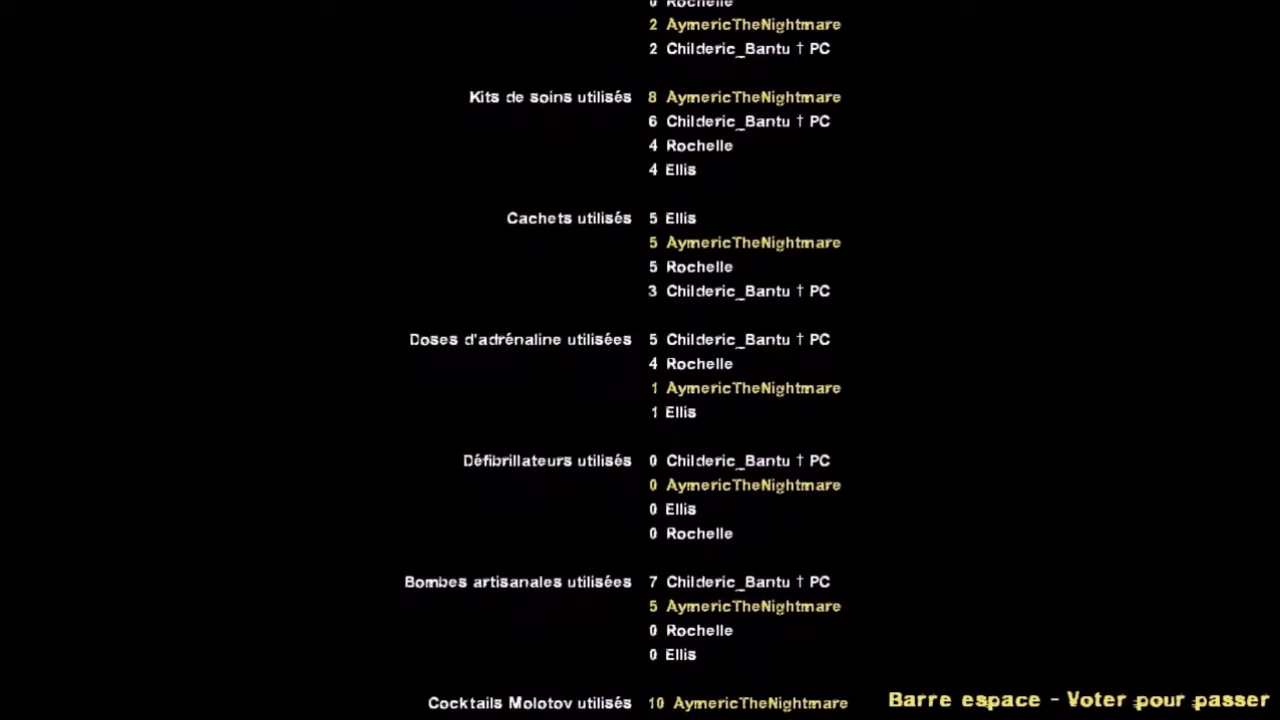 0 Rochelle
2 AymericTheNightmare
2 Childeric_Bantu † PC
Kits de soins utilisés 8 AymericTheNightmare
6 Childeric_Bantu † PC
4 Rochelle
4 Ellis
Cachets utilisés 5 Ellis
5 AymericTheNightmare
5 Rochelle
3 Childeric_Bantu † PC
Doses d'adrénaline utilisées 5 Childeric_Bantu † PC
4 Rochelle
1 AymericTheNightmare
1 Ellis
Défibrillateurs utilisés 0 Childeric_Bantu † PC
0 AymericTheNightmare
0 Ellis
0 Rochelle
Bombes artisanales utilisées 7 Childeric_Bantu † PC
5 AymericTheNightmare
0 Rochelle
0 Ellis
Cocktails Molotov utilisés 10 AymericTheNightmare
Barre espace - Voter pour passer